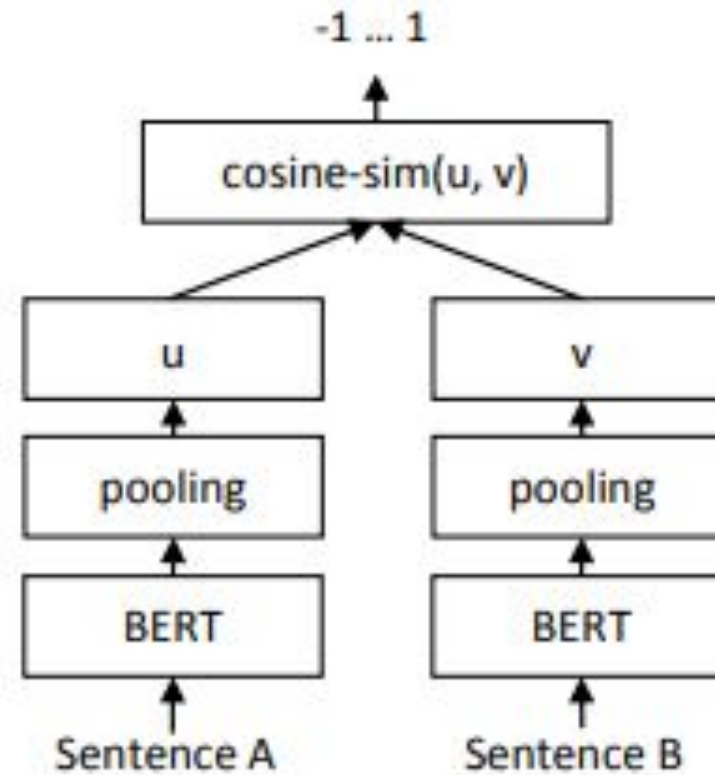 -1 ... 1
cosine-sim(u, v)
u v
pooling pooling
BERT BERT
Sentence A Sentence B